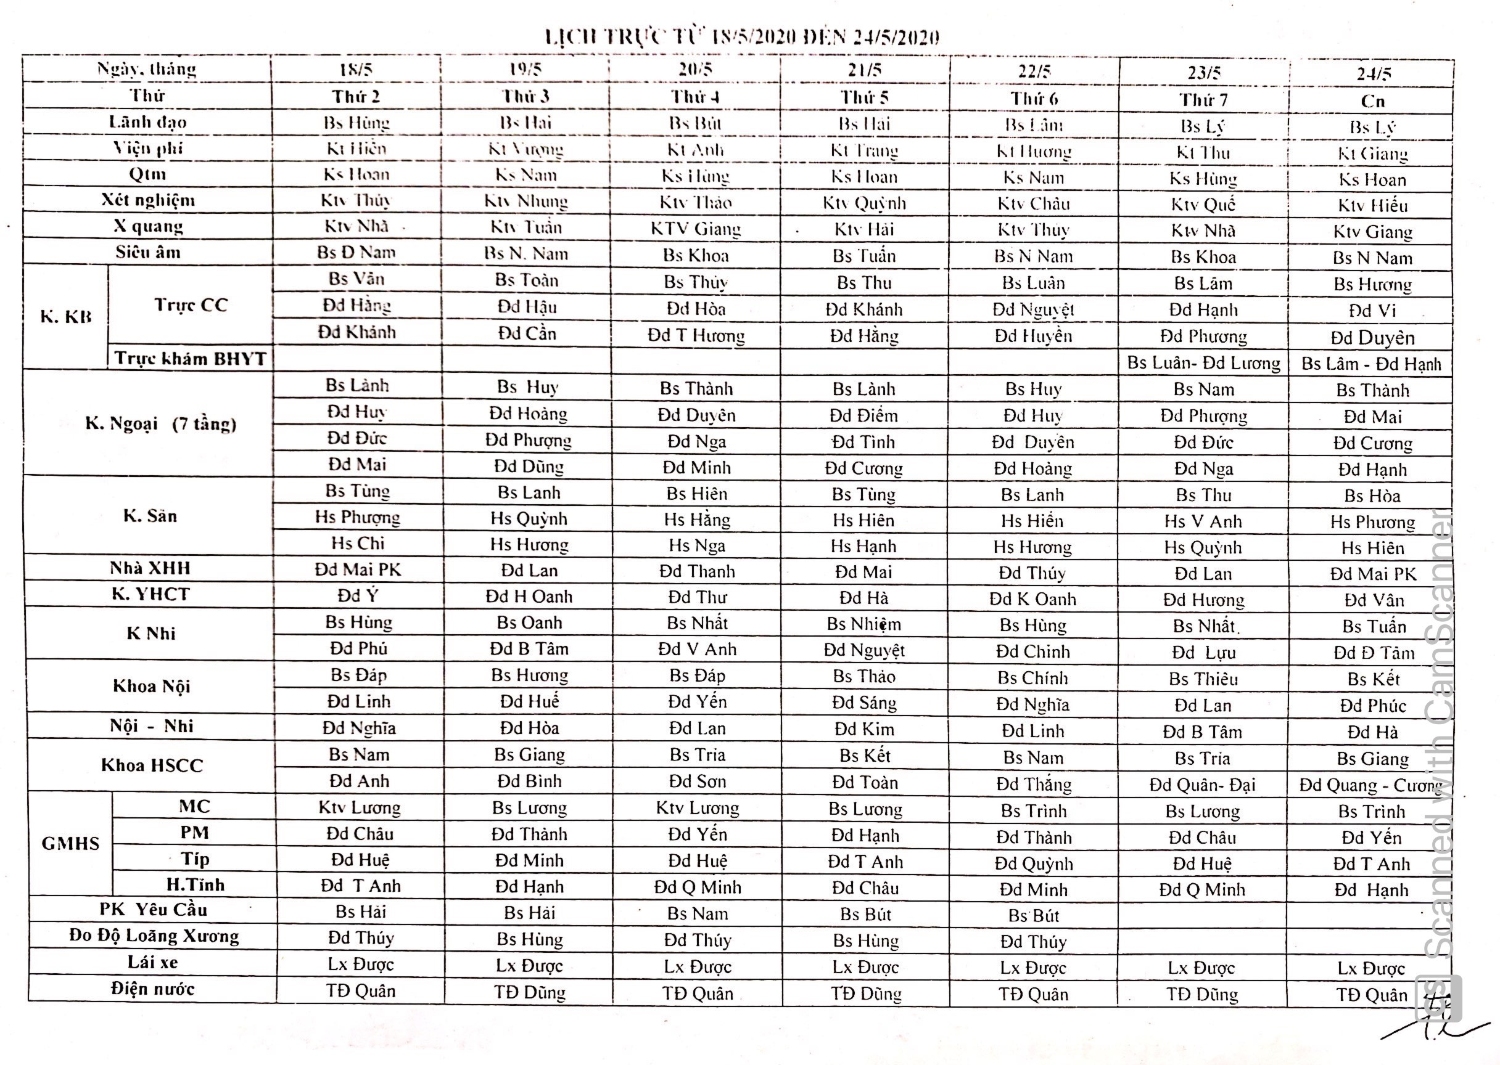 LỊCH TRỰC TỪ 18/5/2020 ĐẾN 24/5/2020
Ngày, tháng 18/5 19/5 20/5 21/5 22/5 23/5 24/5
Thứ Thứ 2 Thứ 3 Thứ 4 Thứ 5 Thứ 6 Thứ 7 Cn
Lãnh đạo Bs Hùng Bs Hải Bs Bút Bs Hải Bs Lâm Bs Lý Bs Lý
Viện phí Kt Hiền Kt Vượng Kt Anh Kt Trang Kt Hương Kt Thu Kt Giang
Qtm Ks Hoan Ks Nam Ks Hùng Ks Hoan Ks Nam Ks Hùng Ks Hoan
Xét nghiệm Ktv Thủy Ktv Nhung Ktv Thảo Ktv Quỳnh Ktv Châu Ktv Quế Ktv Hiếu
X quang Ktv Nhà Ktv Tuấn KTV Giang Ktv Hải Ktv Thuy Ktv Nhà Ktv Giang
Siêu âm Bs Đ Nam Bs N. Nam Bs Khoa Bs Tuấn Bs N Nam Bs Khoa Bs N Nam
K. KB Trực CC Bs Vân Bs Toàn Bs Thủy Bs Thu Bs Luân Bs Lâm Bs Hương
Đd Hằng Đd Hậu Đd Hòa Đd Khánh Đd Nguyệt Đd Hạnh Đd Vi
Đd Khánh Đd Cần Đd T Hương Đd Hằng Đd Huyền Đd Phương Đd Duyên
Trực khám BHYT Bs Luân- Đd Lương Bs Lâm - Đd Hạnh
K. Ngoại (7 tầng) Bs Lánh Bs Huy Bs Thành Bs Lành Bs Huy Bs Nam Bs Thành
Đd Huy Đd Hoàng Đd Duyên Đd Điểm Đd Huy Đd Phượng Đd Mai
Đd Đức Đd Phượng Đd Nga Đd Tình Đd Duyên Đd Đức Đd Cương
Đd Mai Đd Dũng Đd Minh Đd Cương Đd Hoàng Đd Nga Đd Hạnh
K. Sản Bs Tùng Bs Lanh Bs Hiên Bs Tùng Bs Lanh Bs Thu Bs Hòa
Hs Phượng Hs Quỳnh Hs Hằng Hs Hiên Hs Hiền Hs V Anh Hs Phương
Hs Chi Hs Hương Hs Nga Hs Hạnh Hs Hương Hs Quỳnh Hs Hiên
Nhà XHH Đd Mai PK Đd Lan Đd Thanh Đd Mai Đd Thúy Đd Lan Đd Mai PK
K. YHCT Đd Ý Đd H Oanh Đd Thư Đd Hà Đd K Oanh Đd Hương Đd Vân
K Nhi Bs Hùng Bs Oanh Bs Nhất Bs Nhiệm Bs Hùng Bs Nhất. Bs Tuấn
Đd Phú Đd B Tâm Đd V Anh Đd Nguyệt Đd Chinh Đd Lựu Đd Đ Tâm
Khoa Nội Bs Đáp Bs Hương Bs Đáp Bs Thảo Bs Chính Bs Thiêu Bs Kết
Đd Linh Đd Huế Đd Yến Đd Sáng Đd Nghĩa Đd Lan Đd Phúc
Nội - Nhi Đd Nghĩa Đd Hòa Đd Lan Đd Kim Đd Linh Đd B Tâm Đd Hà
Khoa HSCC Bs Nam Bs Giang Bs Tria Bs Kết Bs Nam Bs Tria Bs Giang
Đd Anh Đd Bình Đd Sơn Đd Toàn Đd Thắng Đd Quân- Đại Đd Quang - Cương
GMHS MC Ktv Lương Bs Lương Ktv Lương Bs Lương Bs Trinh Bs Lương Bs Trinh
PM Đd Châu Đd Thành Đd Yến Đd Hạnh Đd Thành Đd Châu Đd Yến
Tip Đd Huệ Đd Minh Đd Huệ Đd T Anh Đd Quỳnh Đd Huệ Đd T Anh
H.Tỉnh Đd T Anh Đd Hạnh Đd Q Minh Đd Châu Đd Minh Đd Q Minh Đd Hạnh
PK Yêu Cầu Bs Hải Bs Hải Bs Nam Bs Bút Bs Bút
Đo Độ Loãng Xương Đd Thúy Bs Hùng Đd Thúy Bs Hùng Đd Thúy
Lái xe Lx Được Lx Được Lx Được Lx Được Lx Được Lx Được Lx Được
Điện nước TĐ Quân TĐ Dũng TĐ Quân TĐ Dũng TĐ Quân TĐ Dũng TĐ Quân
CS Scanned with CamScanner